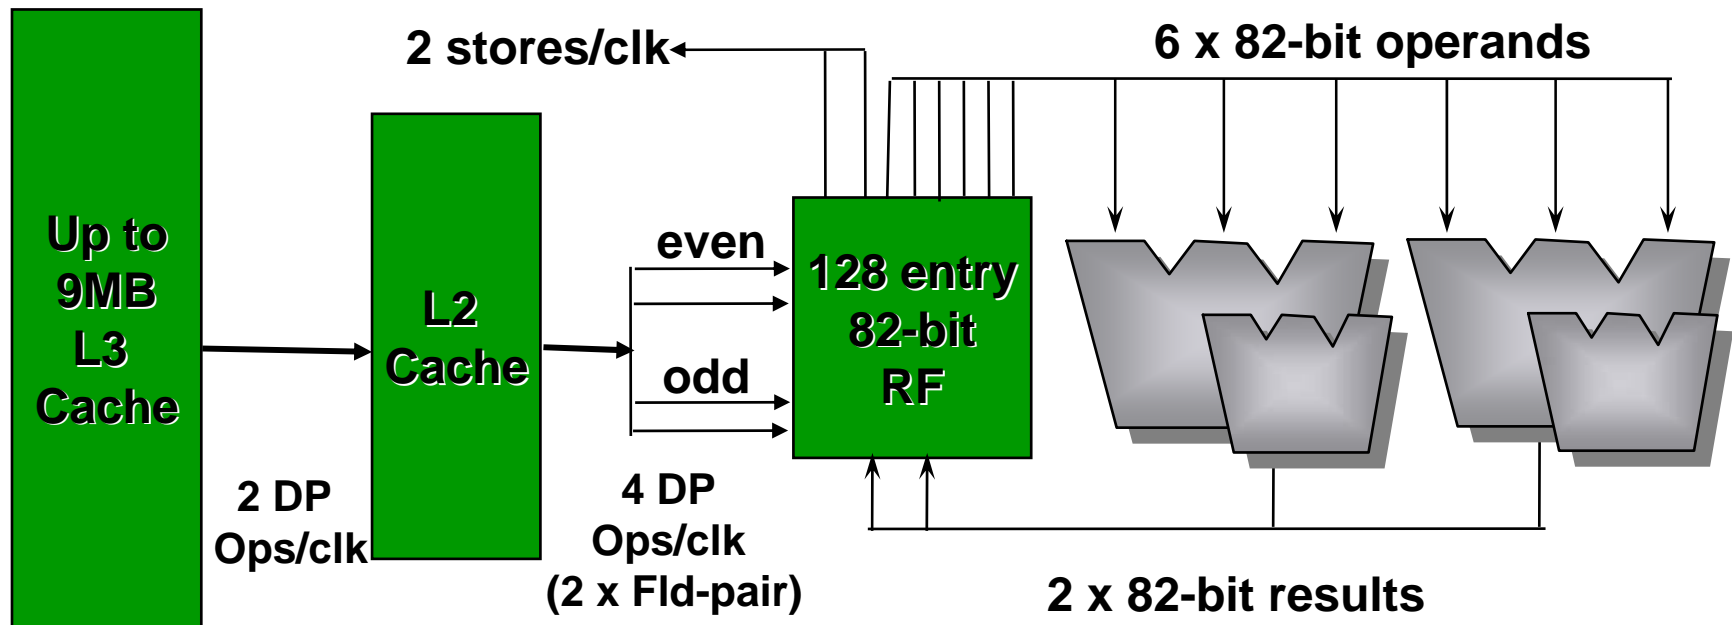 2 stores/clk
6 x 82-bit operands
Up to
9MB
L3
Cache
L2
Cache
even
odd
128 entry
82-bit
RF
2 DP
Ops/clk
4 DP
Ops/clk
(2 x Fld-pair)
2 x 82-bit results